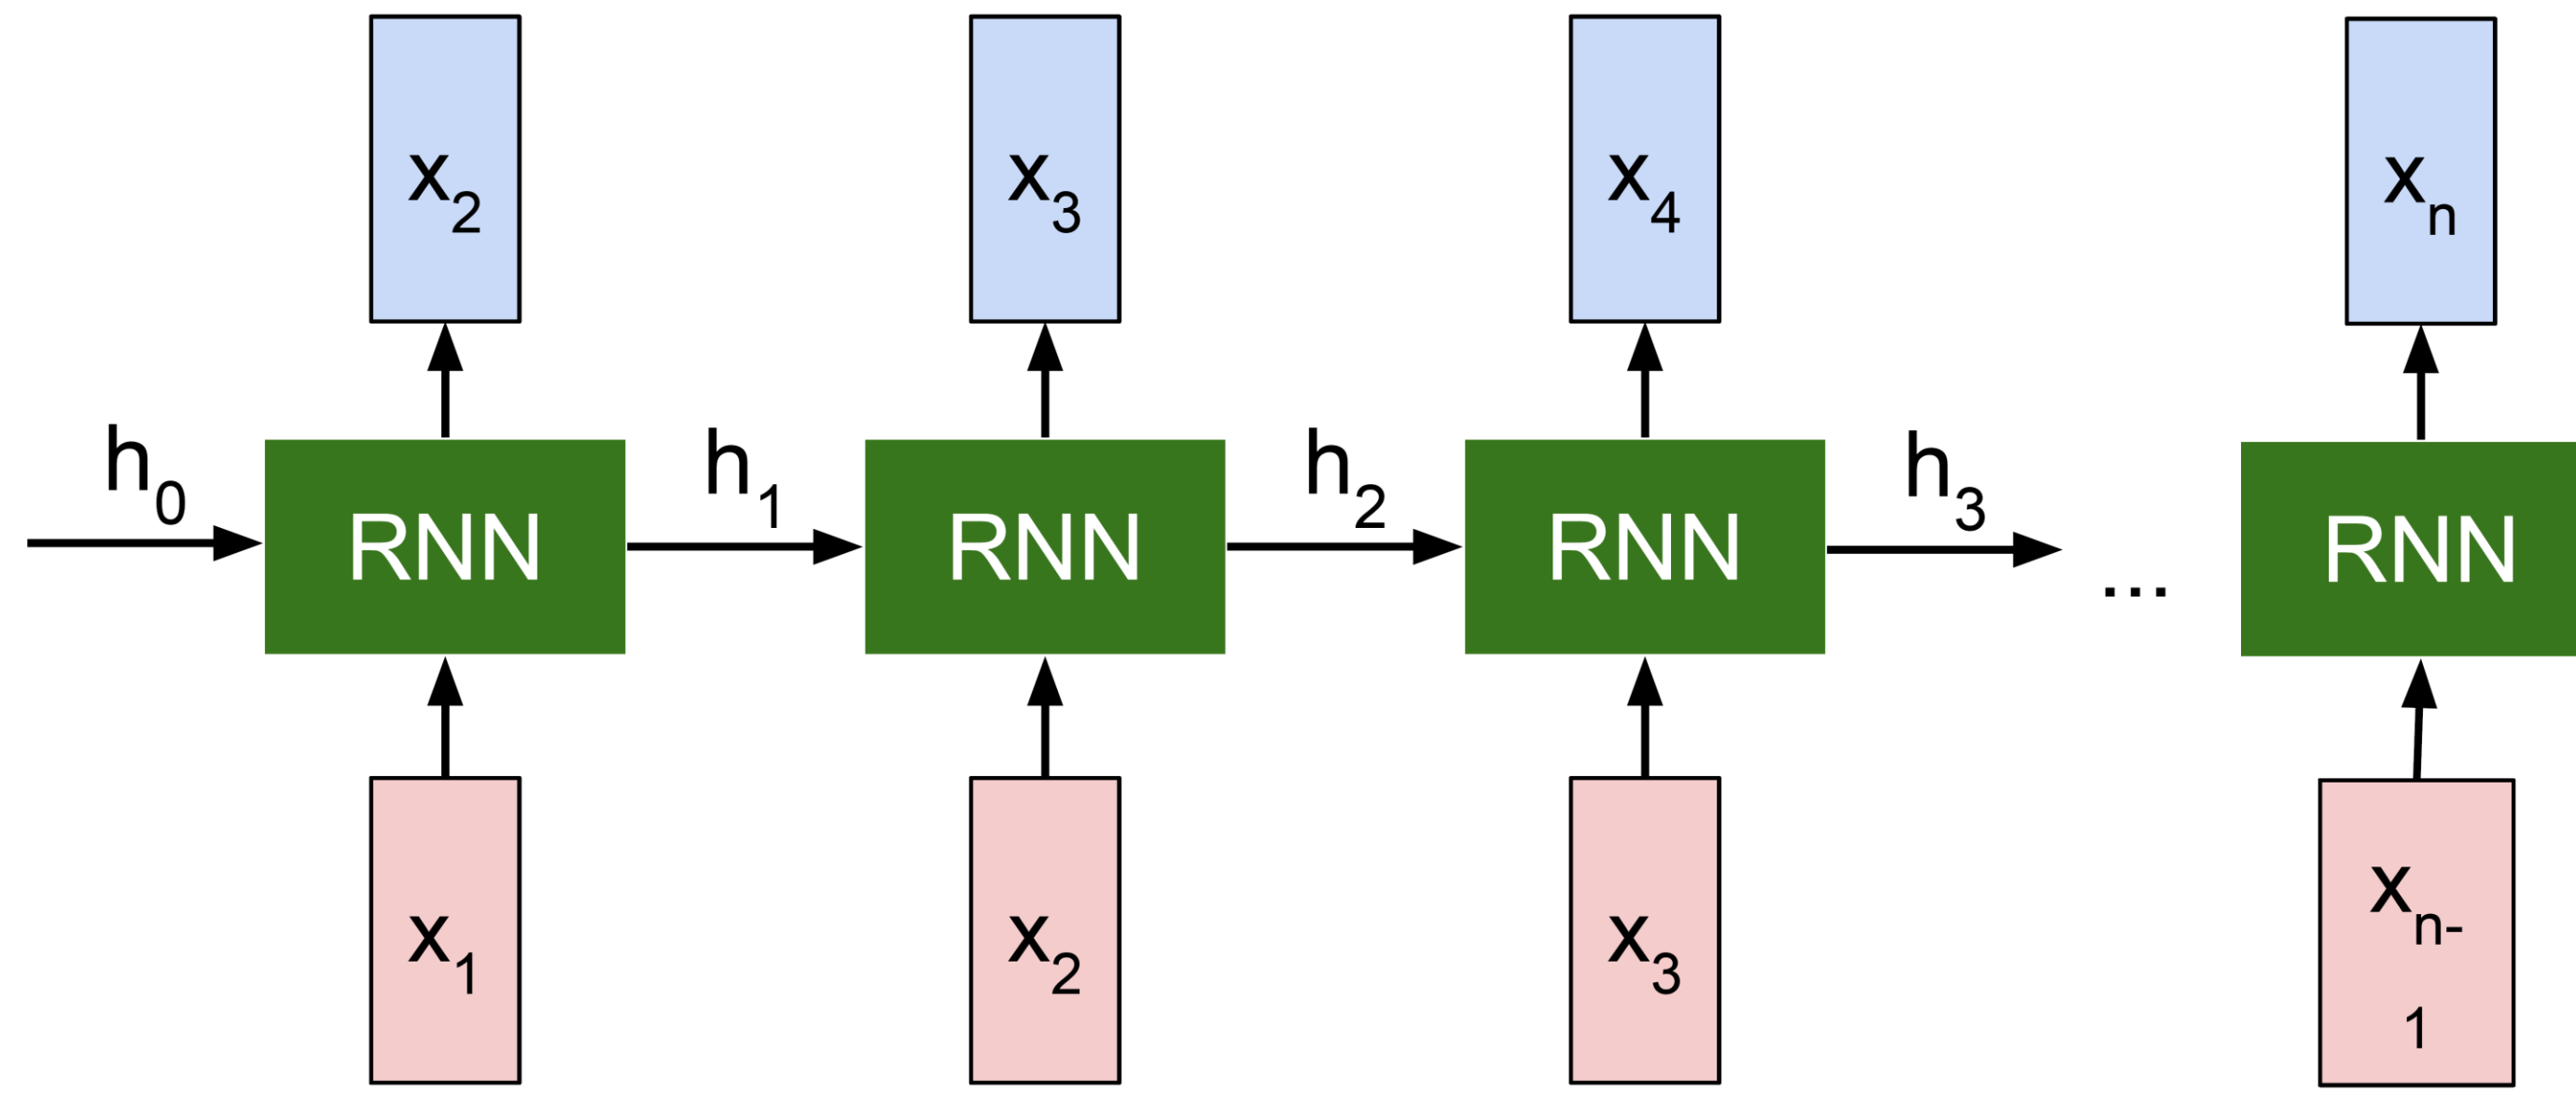 x₂ x₃ x₄ xₙ
h₀ h₁ h₂ h₃
RNN RNN RNN ... RNN
x₁ x₂ x₃ xₙ₋
₁